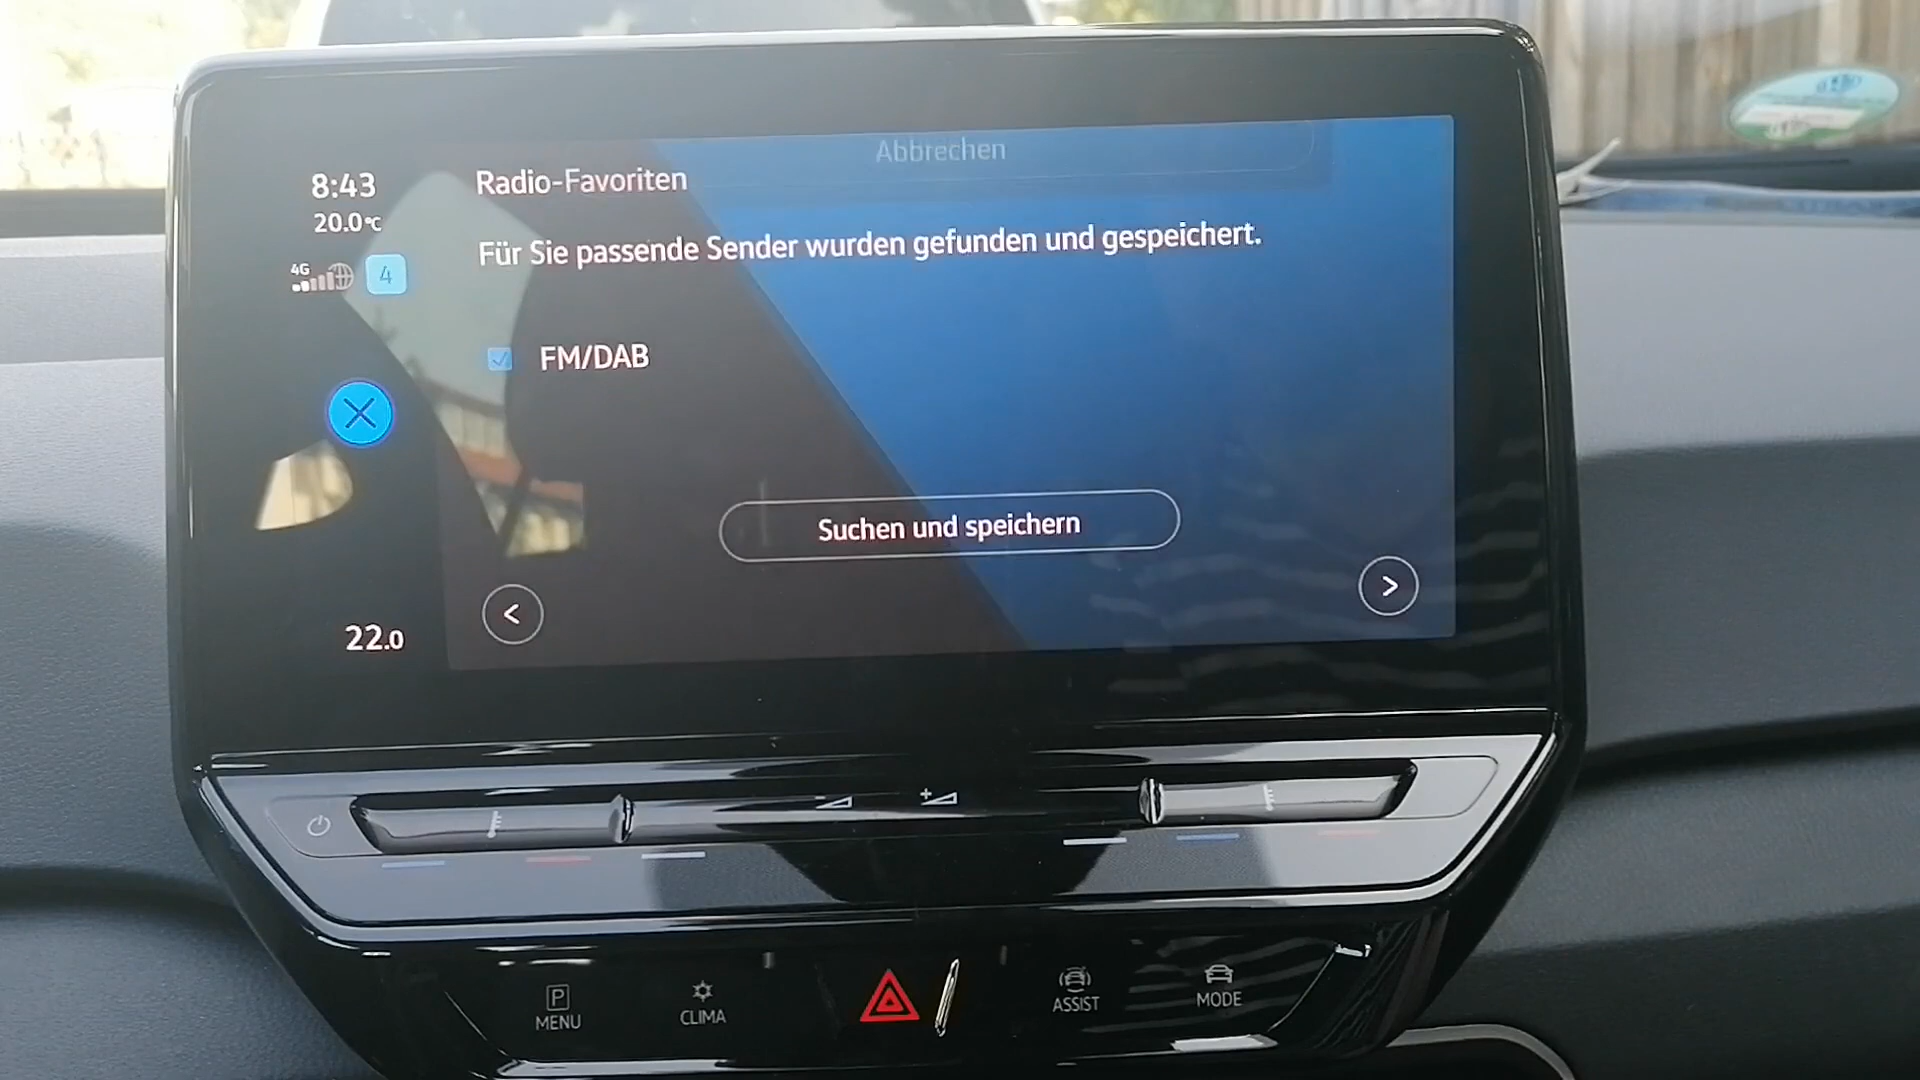 Abbrechen
8:43
Radio-Favoriten
20.0°C
Für Sie passende Sender wurden gefunden und gespeichert.
4G
4
FM/DAB
Suchen und speichern
<
>
22.0
P
MENU
CLIMA
ASSIST
MODE